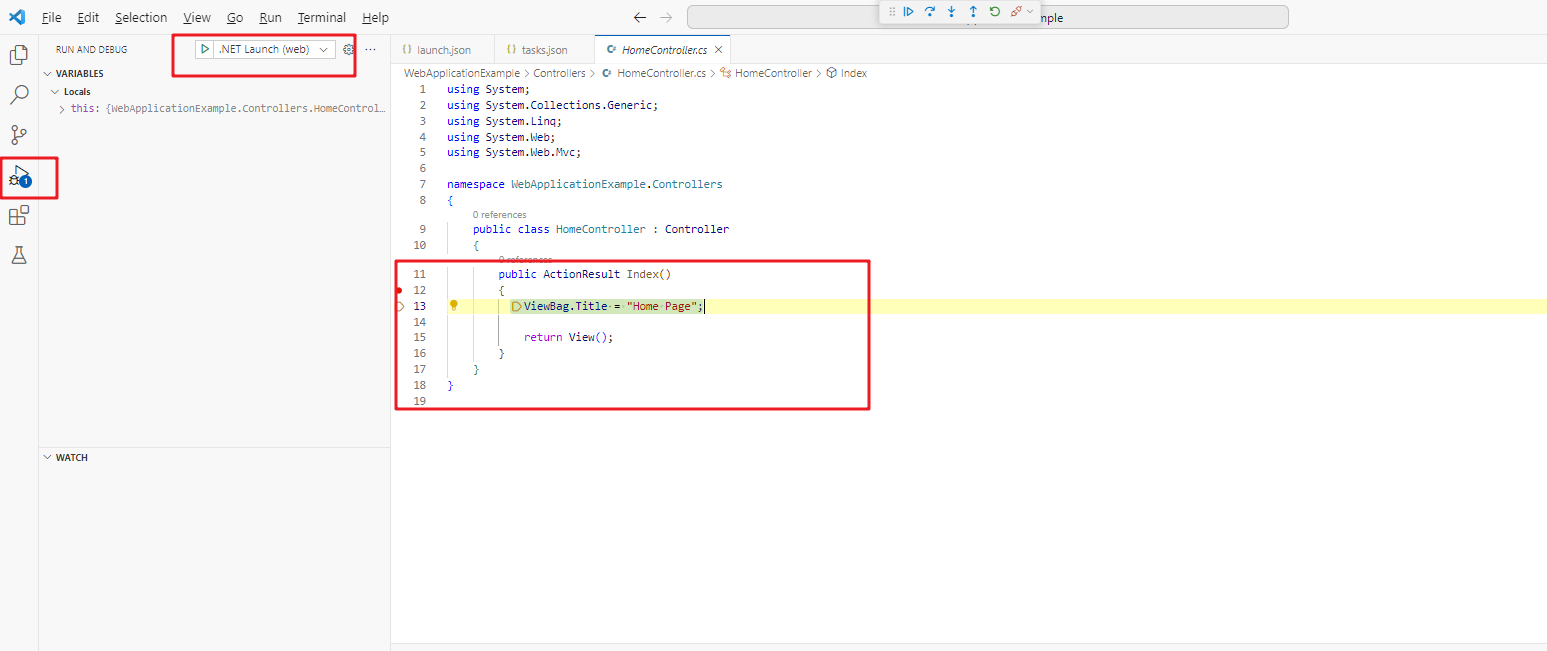 File Edit Selection View Go Run Terminal Help
mple
RUN AND DEBUG
.NET Launch (web)
VARIABLES
Locals
this: {WebApplicationExample.Controllers.HomeControl…
1
WATCH
launch.json
tasks.json
HomeController.cs
WebApplicationExample > Controllers > HomeController.cs > HomeController > Index
1 using System;
2 using System.Collections.Generic;
3 using System.Linq;
4 using System.Web;
5 using System.Web.Mvc;
6
7 namespace WebApplicationExample.Controllers
8 {
0 references
9 public class HomeController : Controller
10 {
0 references
11 public ActionResult Index()
12 {
13 ViewBag.Title = "Home Page";
14
15 return View();
16 }
17 }
18 }
19